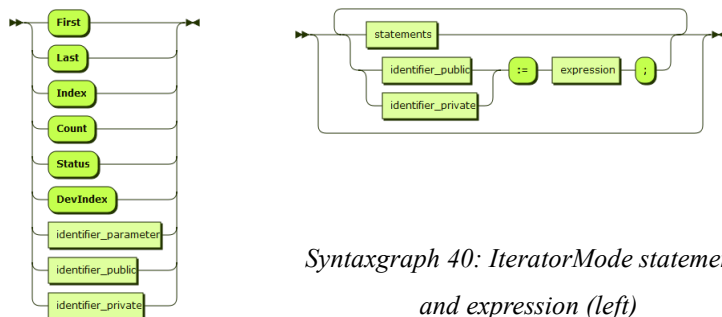 First
Last
Index
Count
Status
DevIndex
identifier_parameter
identifier_public
identifier_private
statements
identifier_public := expression ;
identifier_private
Syntaxgraph 40: IteratorMode stateme
and expression (left)